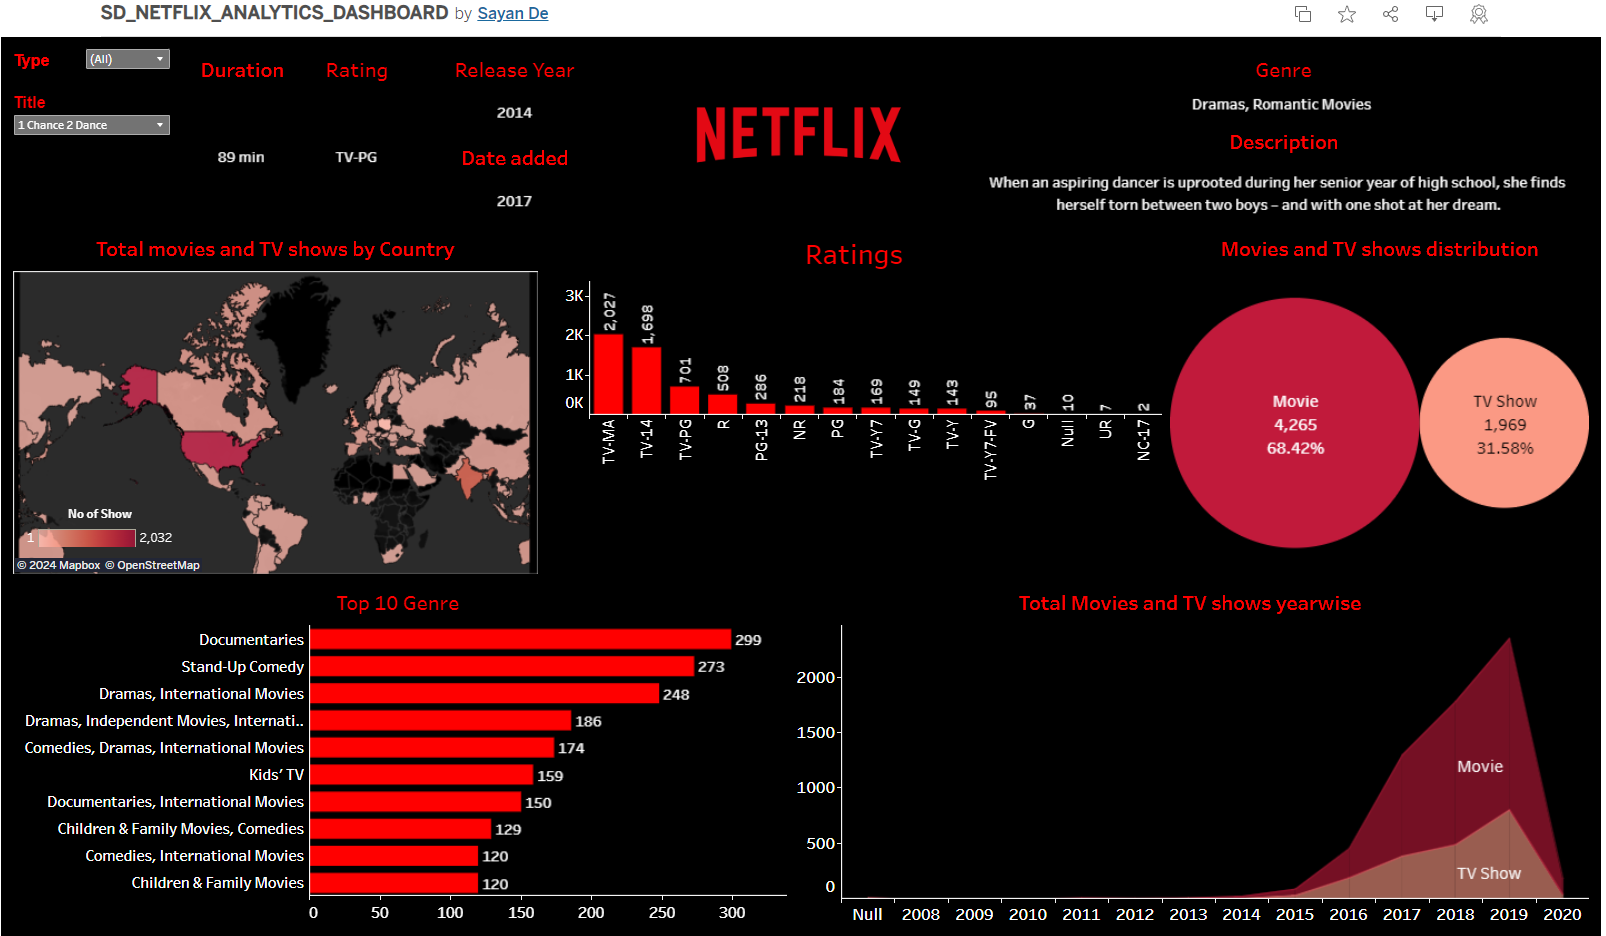 SD_NETFLIX_ANALYTICS_DASHBOARD by Sayan De
Type
(All)
Title
1 Chance 2 Dance
Duration
89 min
Rating
TV-PG
Release Year
2014
Date added
2017
NETFLIX
Genre
Dramas, Romantic Movies
Description
When an aspiring dancer is uprooted during her senior year of high school, she finds
herself torn between two boys – and with one shot at her dream.
Total movies and TV shows by Country
No of Show
1
2,032
© 2024 Mapbox © OpenStreetMap
Ratings
3K
2K
1K
0K
2,027
1,698
701
508
286
218
184
169
149
143
95
37
10
7
2
TV-MA
TV-14
TV-PG
R
PG-13
NR
PG
TV-Y7
TV-G
TV-Y
TV-Y7-FV
G
Null
UR
NC-17
Movies and TV shows distribution
Movie
4,265
68.42%
TV Show
1,969
31.58%
Top 10 Genre
Documentaries 299
Stand-Up Comedy 273
Dramas, International Movies 248
Dramas, Independent Movies, Internati.. 186
Comedies, Dramas, International Movies 174
Kids' TV 159
Documentaries, International Movies 150
Children & Family Movies, Comedies 129
Comedies, International Movies 120
Children & Family Movies 120
0 50 100 150 200 250 300
Total Movies and TV shows yearwise
2000
1500
1000
500
0
Movie
TV Show
Null 2008 2009 2010 2011 2012 2013 2014 2015 2016 2017 2018 2019 2020